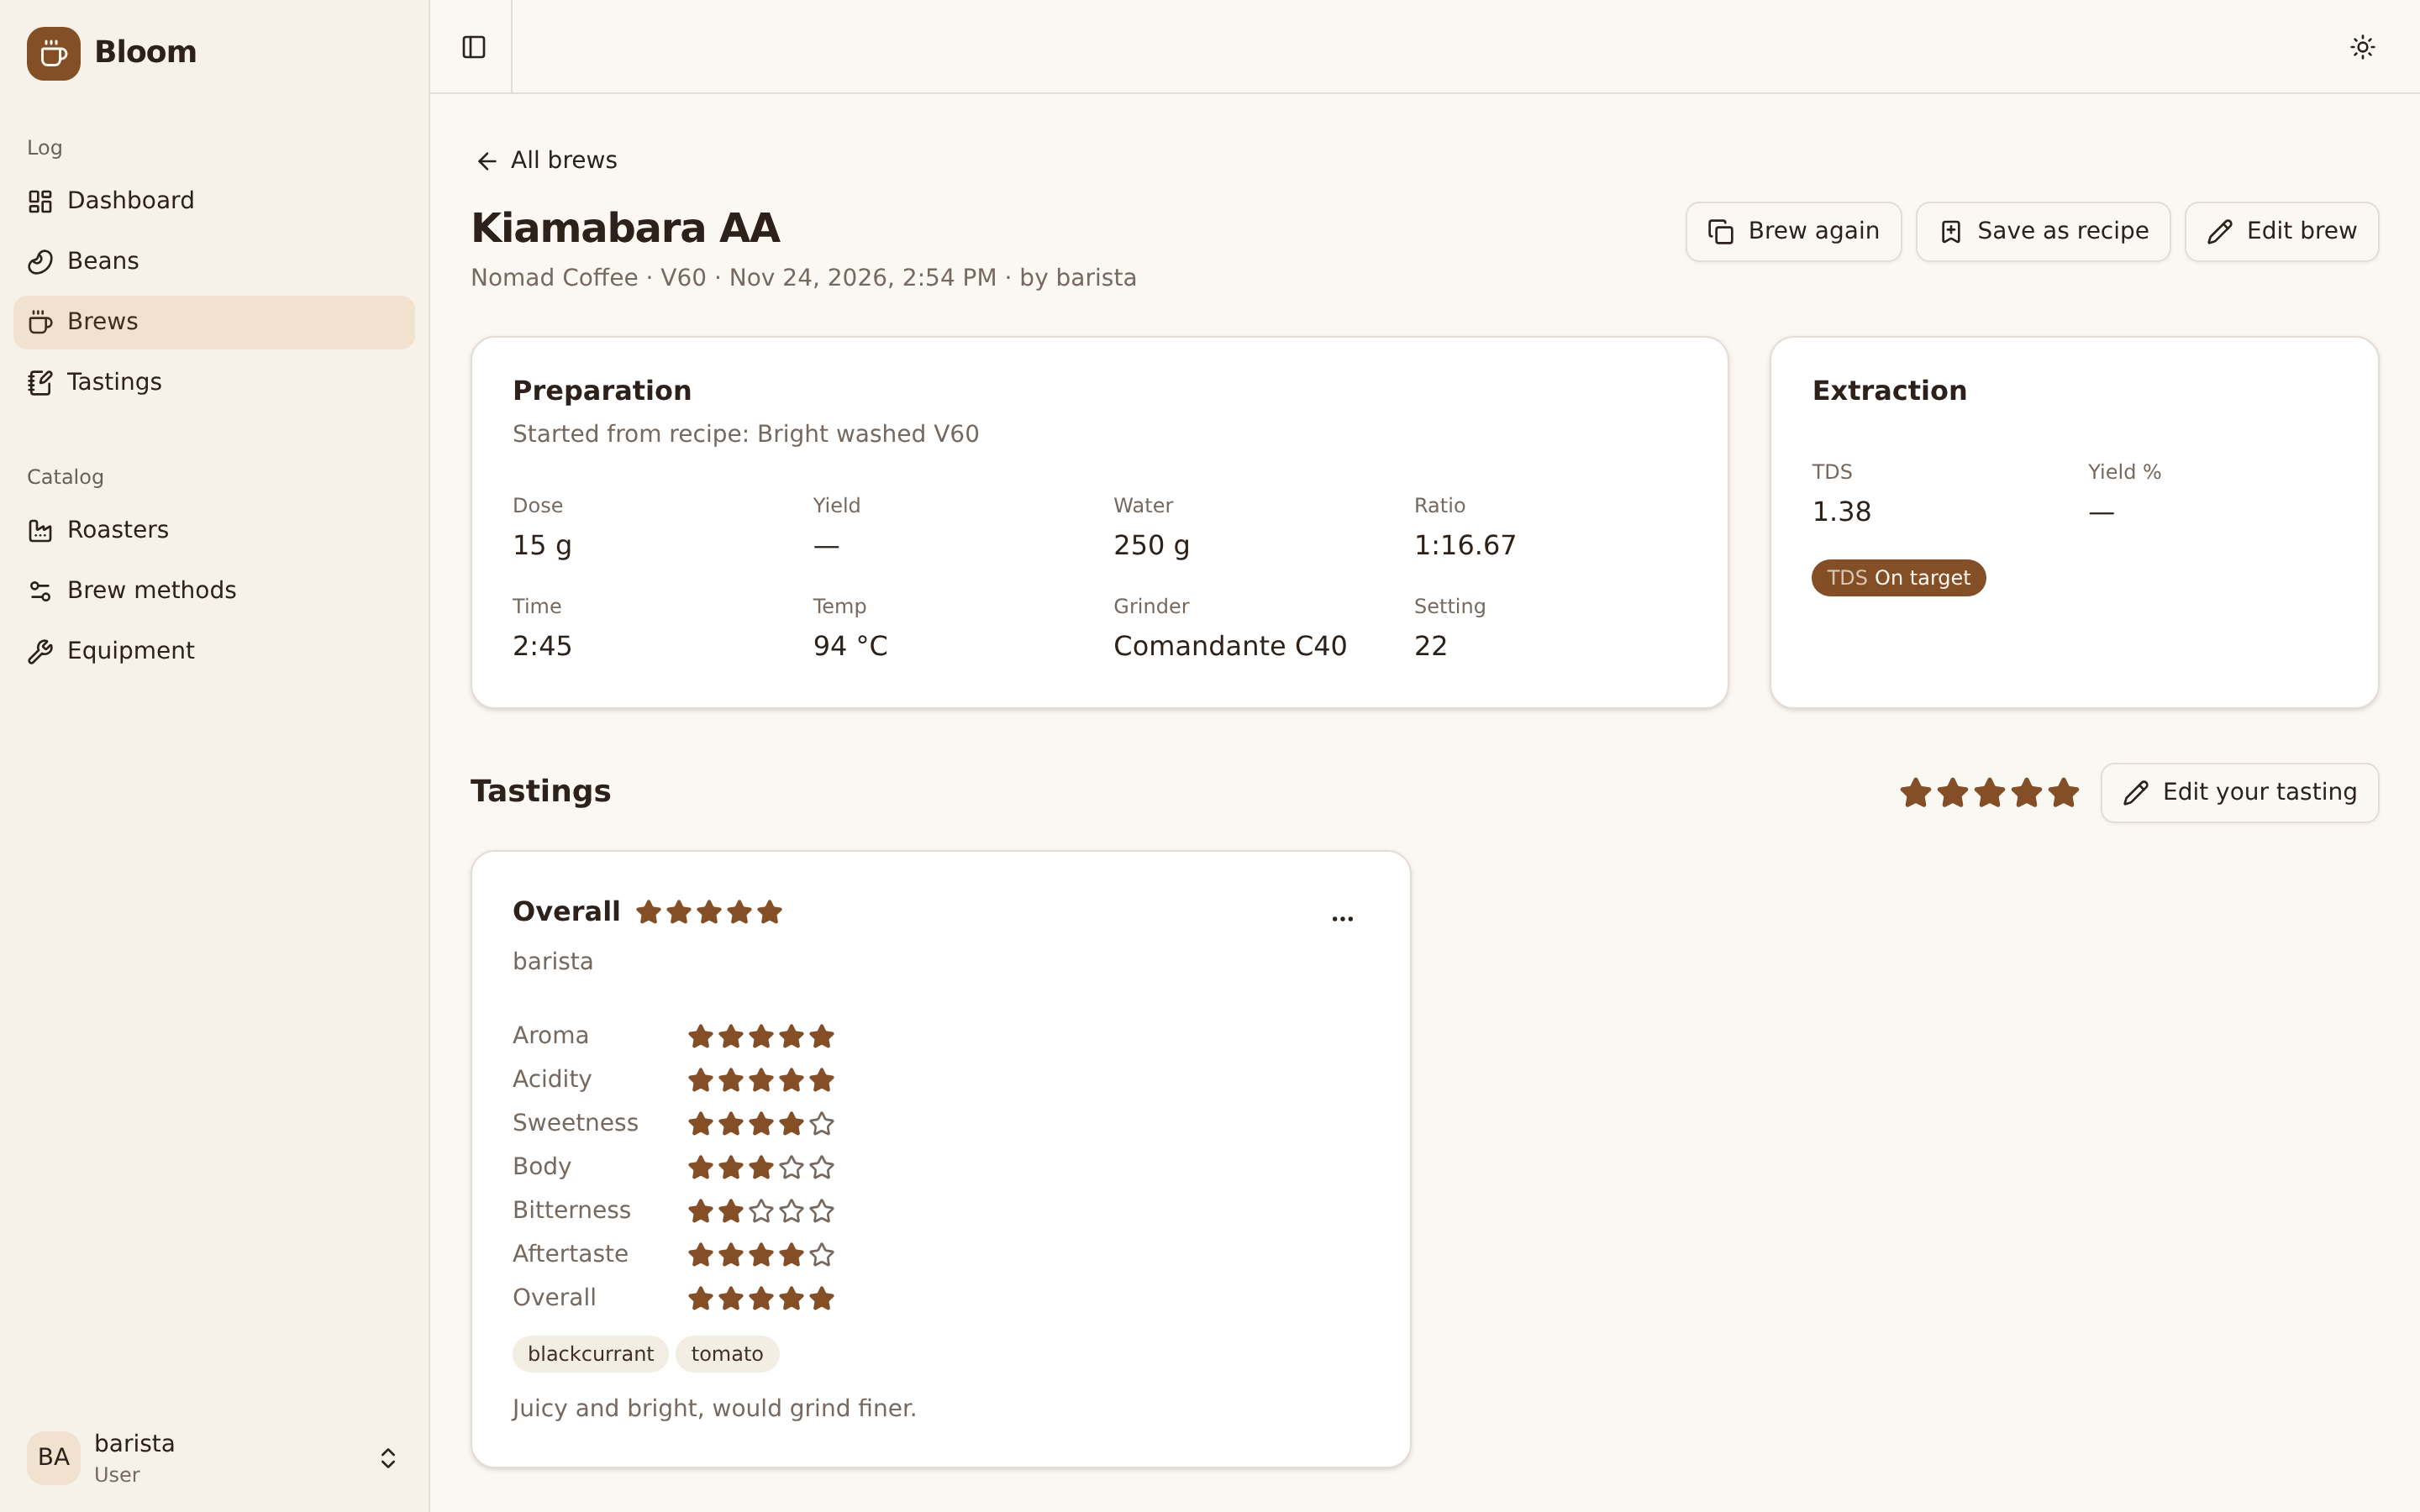 Bloom
Log
Dashboard
Beans
Brews
Tastings
Catalog
Roasters
Brew methods
Equipment
BA
barista
User
All brews
Kiamabara AA
Nomad Coffee · V60 · Nov 24, 2026, 2:54 PM · by barista
Brew again
Save as recipe
Edit brew
Preparation
Started from recipe: Bright washed V60
Dose Yield Water Ratio
15 g — 250 g 1:16.67
Time Temp Grinder Setting
2:45 94 °C Comandante C40 22
Extraction
TDS Yield %
1.38 —
TDS On target
Tastings
Edit your tasting
Overall
barista
Aroma
Acidity
Sweetness
Body
Bitterness
Aftertaste
Overall
blackcurrant tomato
Juicy and bright, would grind finer.